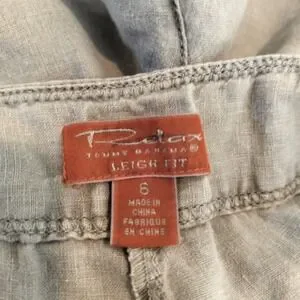 Relax
TOMMY BAHAMA®
LEIGH FIT
6
MADE IN
CHINA
FABRIQUE
EN CHINE